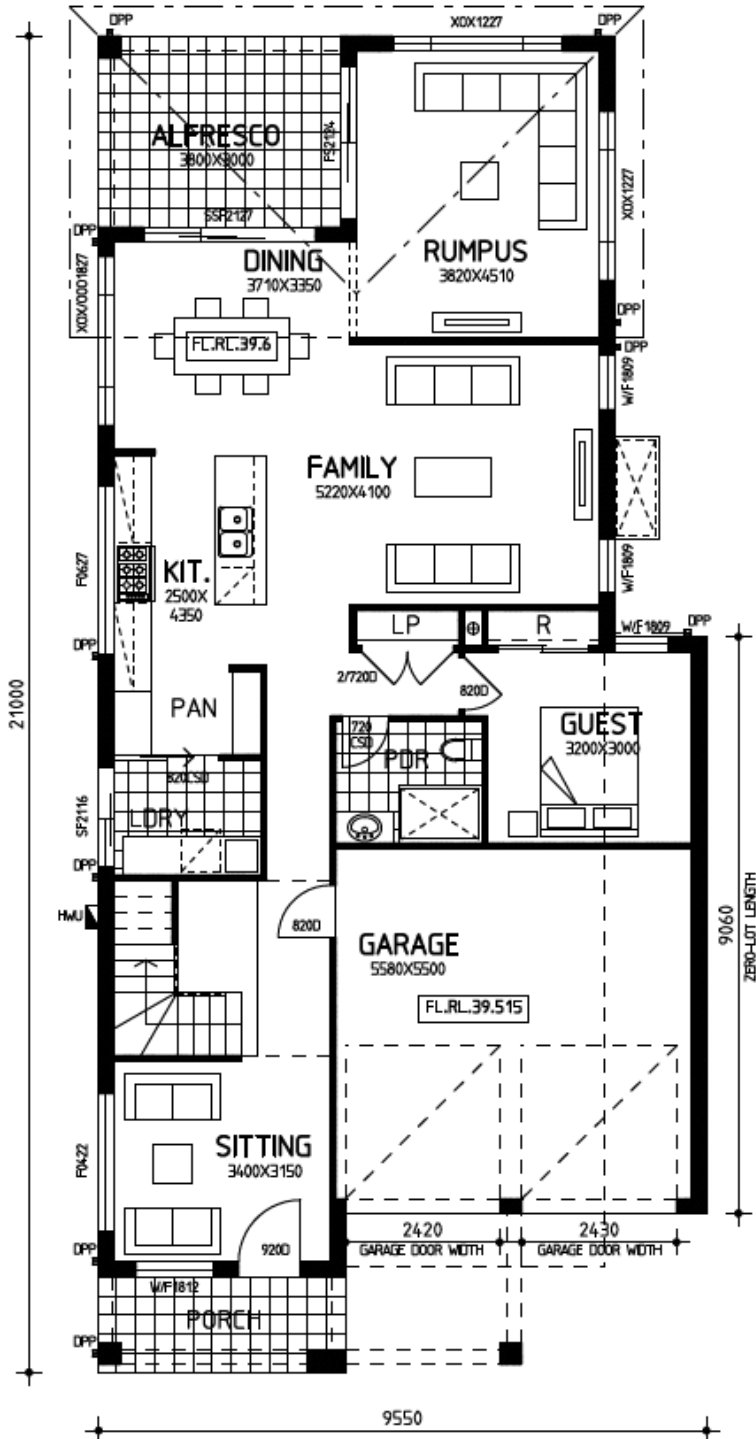 DPP
XOX1227
DPP
ALFRESCO
3800X3000
FS2124
XOX1227
SSR2127
DPP
RUMPUS
3820X4510
DINING
3710X3350
XOX/OOO1827
DPP
FL.RL.39.6
DPP
W/F1809
FAMILY
5220X4100
21000
F0627
KIT.
2500X
4350
W/F1809
LP
R
W/F1809
DPP
DPP
2/720D
820D
PAN
720
CSD
PDR
GUEST
3200X3000
820CSD
SF2116
LDRY
DPP
HWU
820D
GARAGE
5580X5500
9060
ZERO-LOT LENGTH
FL.RL.39.515
F0422
SITTING
3400X3150
2420
2430
GARAGE DOOR WIDTH
GARAGE DOOR WIDTH
DPP
920D
W/F1812
PORCH
DPP
9550